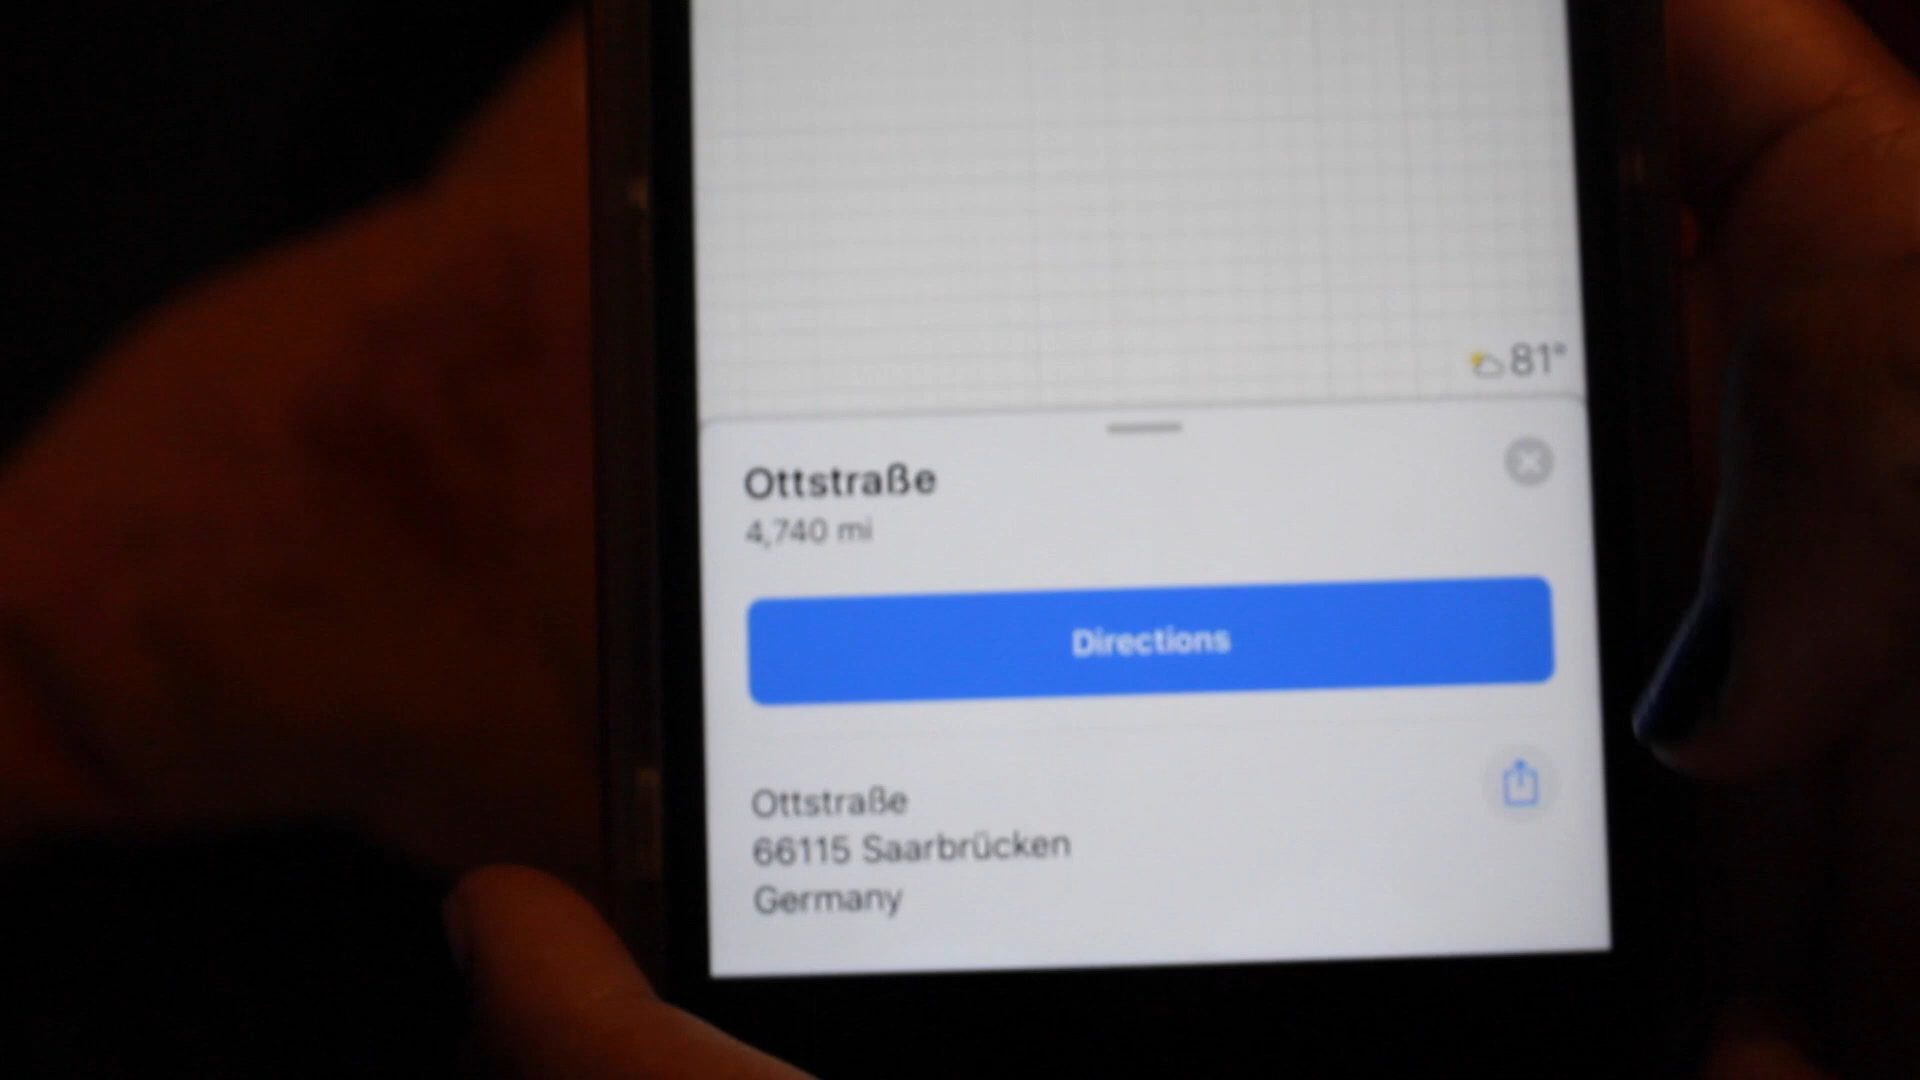 81°
Ottstraße
4,740 mi
Directions
Ottstraße
66115 Saarbrücken
Germany